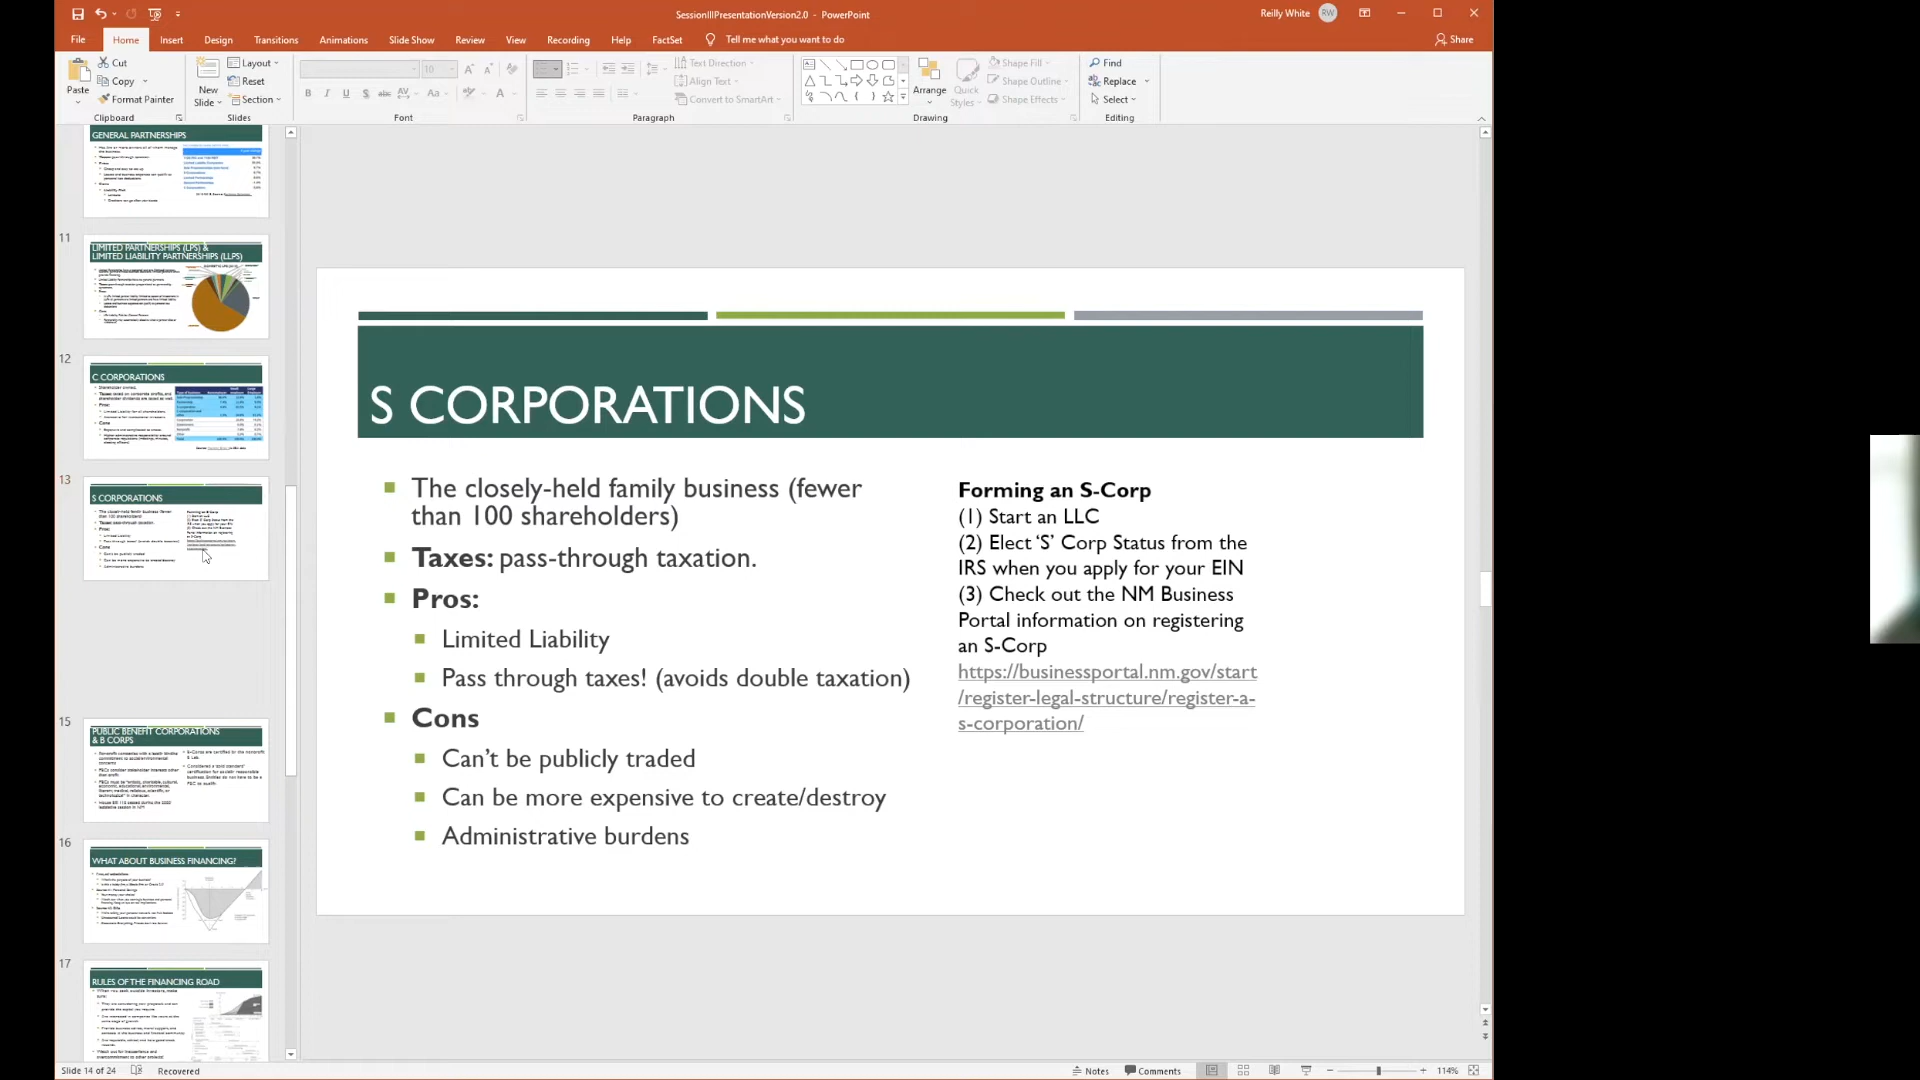 SessionIIIPresentationVersion2.0 - PowerPoint
Reilly White
RW
File
Home
Insert
Design
Transitions
Animations
Slide Show
Review
View
Recording
Help
FactSet
Tell me what you want to do
Share
Paste
Cut
Copy
Format Painter
Clipboard
New
Slide
Layout
Reset
Section
Slides
10
Font
Text Direction
Align Text
Convert to SmartArt
Paragraph
Arrange
Quick
Styles
Shape Fill
Shape Outline
Shape Effects
Drawing
Find
Replace
Select
Editing
GENERAL PARTNERSHIPS
11
LIMITED PARTNERSHIPS (LPS) &
LIMITED LIABILITY PARTNERSHIPS (LLPS)
12
C CORPORATIONS
13
S CORPORATIONS
15
PUBLIC BENEFIT CORPORATIONS
& B CORPS
16
WHAT ABOUT BUSINESS FINANCING?
17
RULES OF THE FINANCING ROAD
S CORPORATIONS
The closely-held family business (fewer
than 100 shareholders)
Taxes: pass-through taxation.
Pros:
Limited Liability
Pass through taxes! (avoids double taxation)
Cons
Can’t be publicly traded
Can be more expensive to create/destroy
Administrative burdens
Forming an S-Corp
(1) Start an LLC
(2) Elect ‘S’ Corp Status from the
IRS when you apply for your EIN
(3) Check out the NM Business
Portal information on registering
an S-Corp
https://businessportal.nm.gov/start
/register-legal-structure/register-a-
s-corporation/
Slide 14 of 24
Recovered
Notes
Comments
114%